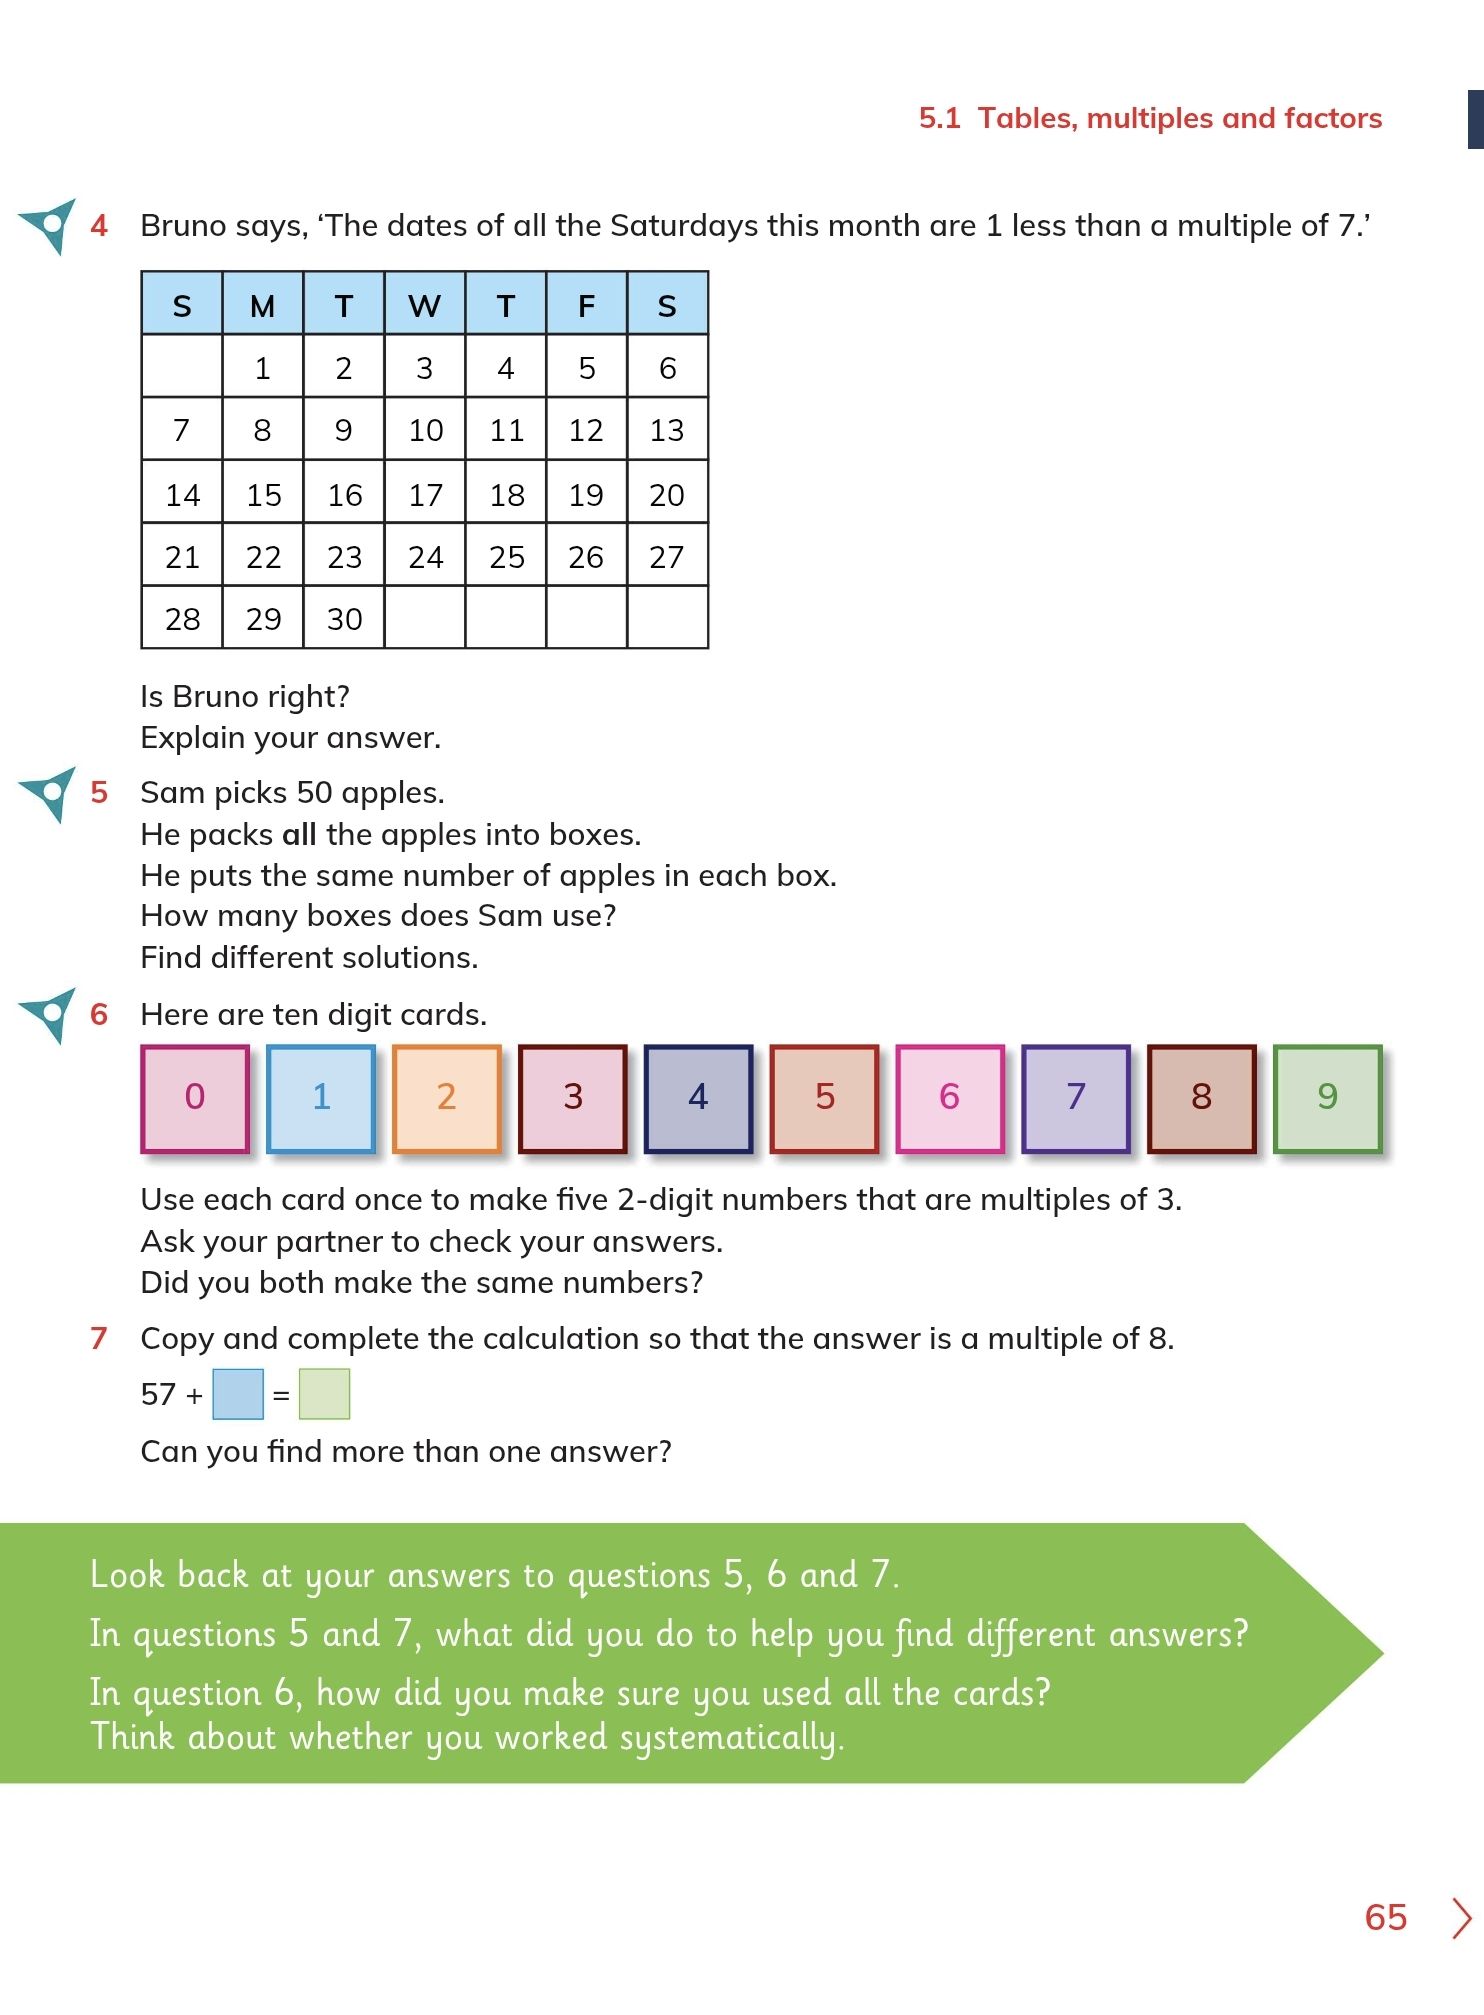 5.1 Tables, multiples and factors
4 Bruno says, ‘The dates of all the Saturdays this month are 1 less than a multiple of 7.’
S M T W T F S
1 2 3 4 5 6
7 8 9 10 11 12 13
14 15 16 17 18 19 20
21 22 23 24 25 26 27
28 29 30
Is Bruno right?
Explain your answer.
5 Sam picks 50 apples.
He packs all the apples into boxes.
He puts the same number of apples in each box.
How many boxes does Sam use?
Find different solutions.
6 Here are ten digit cards.
0 1 2 3 4 5 6 7 8 9
Use each card once to make five 2-digit numbers that are multiples of 3.
Ask your partner to check your answers.
Did you both make the same numbers?
7 Copy and complete the calculation so that the answer is a multiple of 8.
57 + =
Can you find more than one answer?
Look back at your answers to questions 5, 6 and 7.
In questions 5 and 7, what did you do to help you find different answers?
In question 6, how did you make sure you used all the cards?
Think about whether you worked systematically.
65